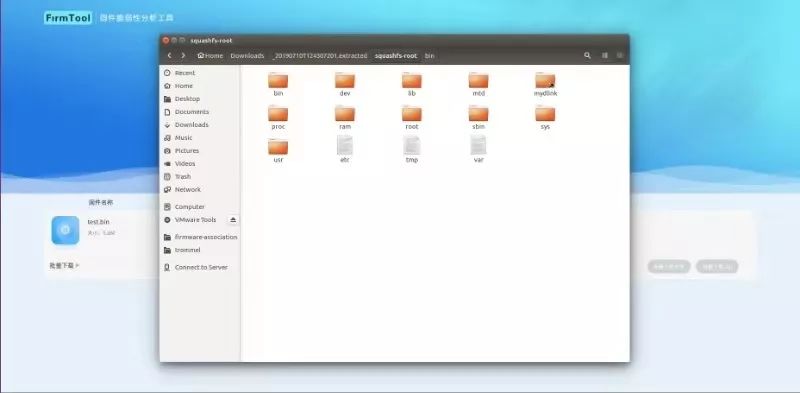 FirmTool 固件脆弱性分析工具
squashfs-root
Home Downloads _20190710T124307201.extracted squashfs-root bin
Recent
Home
Desktop
Documents
Downloads
Music
Pictures
Videos
Trash
Network
Computer
VMware Tools
firmware-association
trommel
Connect to Server
bin dev lib mtd mydlink
proc ram root sbin sys
usr etc tmp var
固件名称
test.bin
批量下载 >